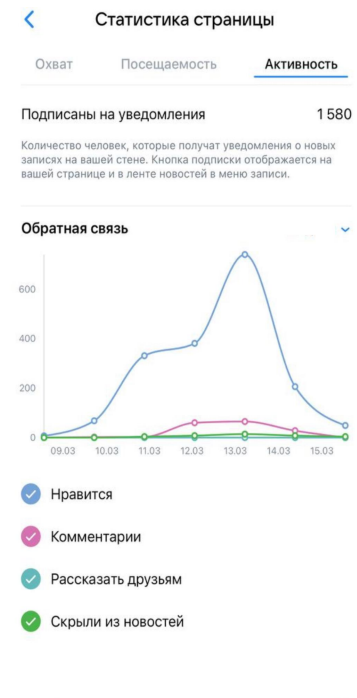 Статистика страницы
Охват Посещаемость Активность
Подписаны на уведомления 1 580
Количество человек, которые получат уведомления о новых
записях на вашей стене. Кнопка подписки отображается на
вашей странице и в ленте новостей в меню записи.
Обратная связь
600
400
200
0
09.03 10.03 11.03 12.03 13.03 14.03 15.03
Нравится
Комментарии
Рассказать друзьям
Скрыли из новостей